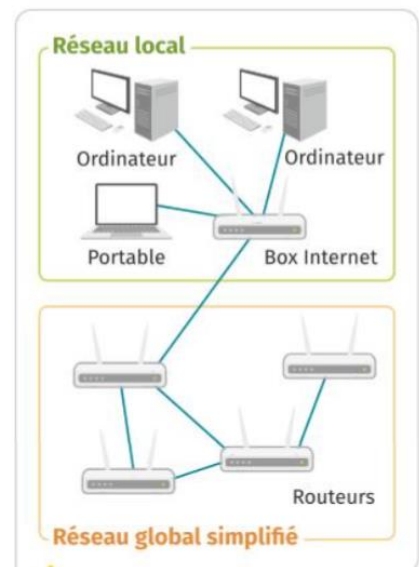 Réseau local
Ordinateur
Ordinateur
Portable
Box Internet
Routeurs
Réseau global simplifié